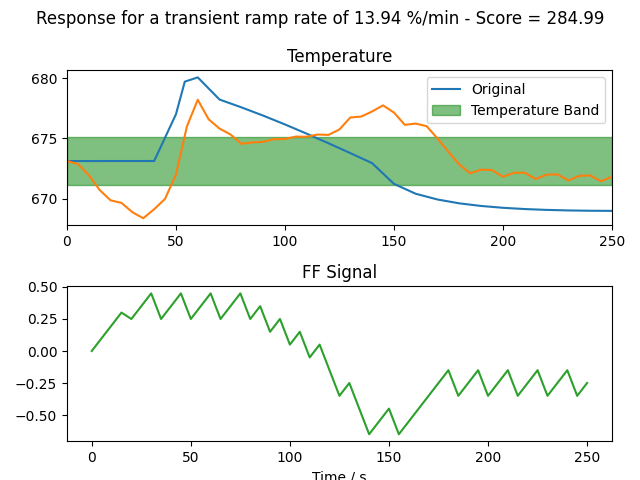 Response for a transient ramp rate of 13.94 %/min - Score = 284.99
Temperature
680
675
670
Original
Temperature Band
0 50 100 150 200 250
FF Signal
0.50
0.25
0.00
−0.25
−0.50
0 50 100 150 200 250
Time / s